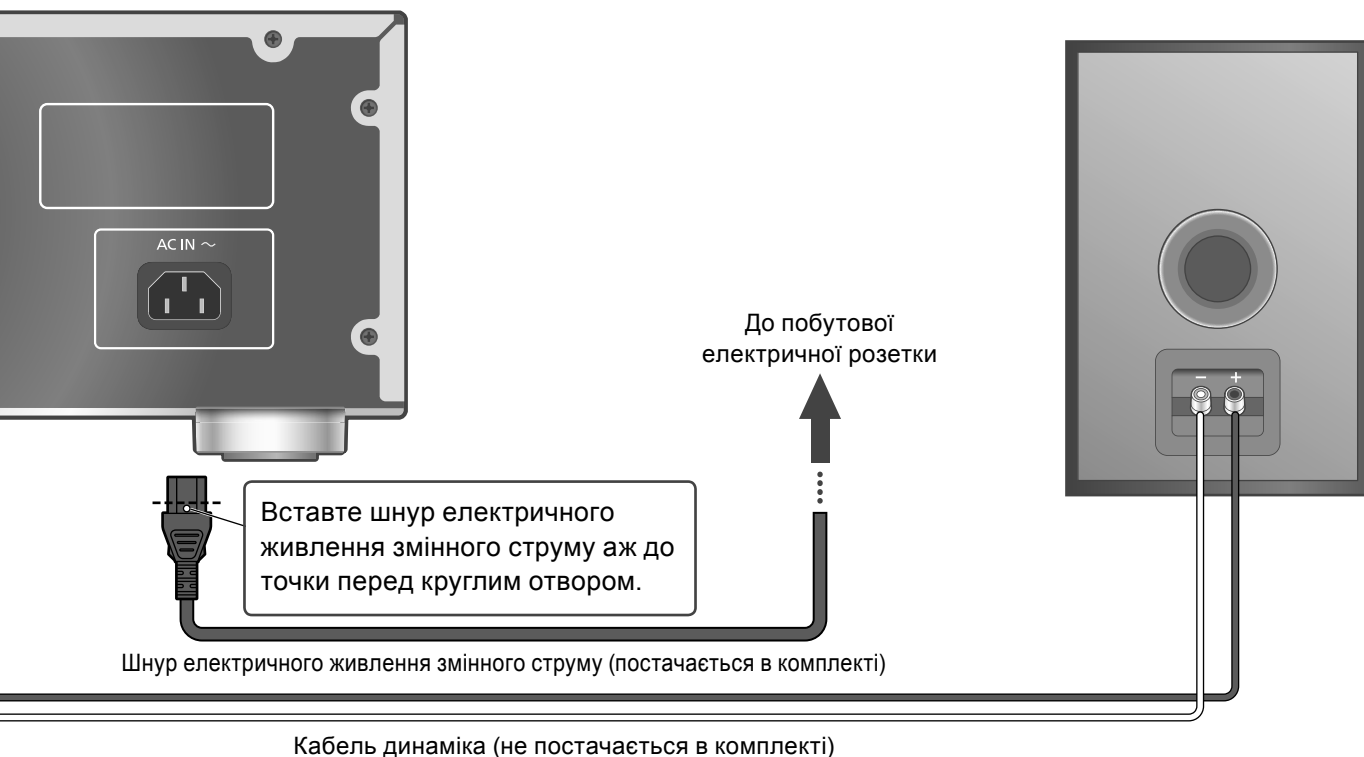 AC IN ～
До побутової
електричної розетки
− +
Вставте шнур електричного
живлення змінного струму аж до
точки перед круглим отвором.
Шнур електричного живлення змінного струму (постачається в комплекті)
Кабель динаміка (не постачається в комплекті)